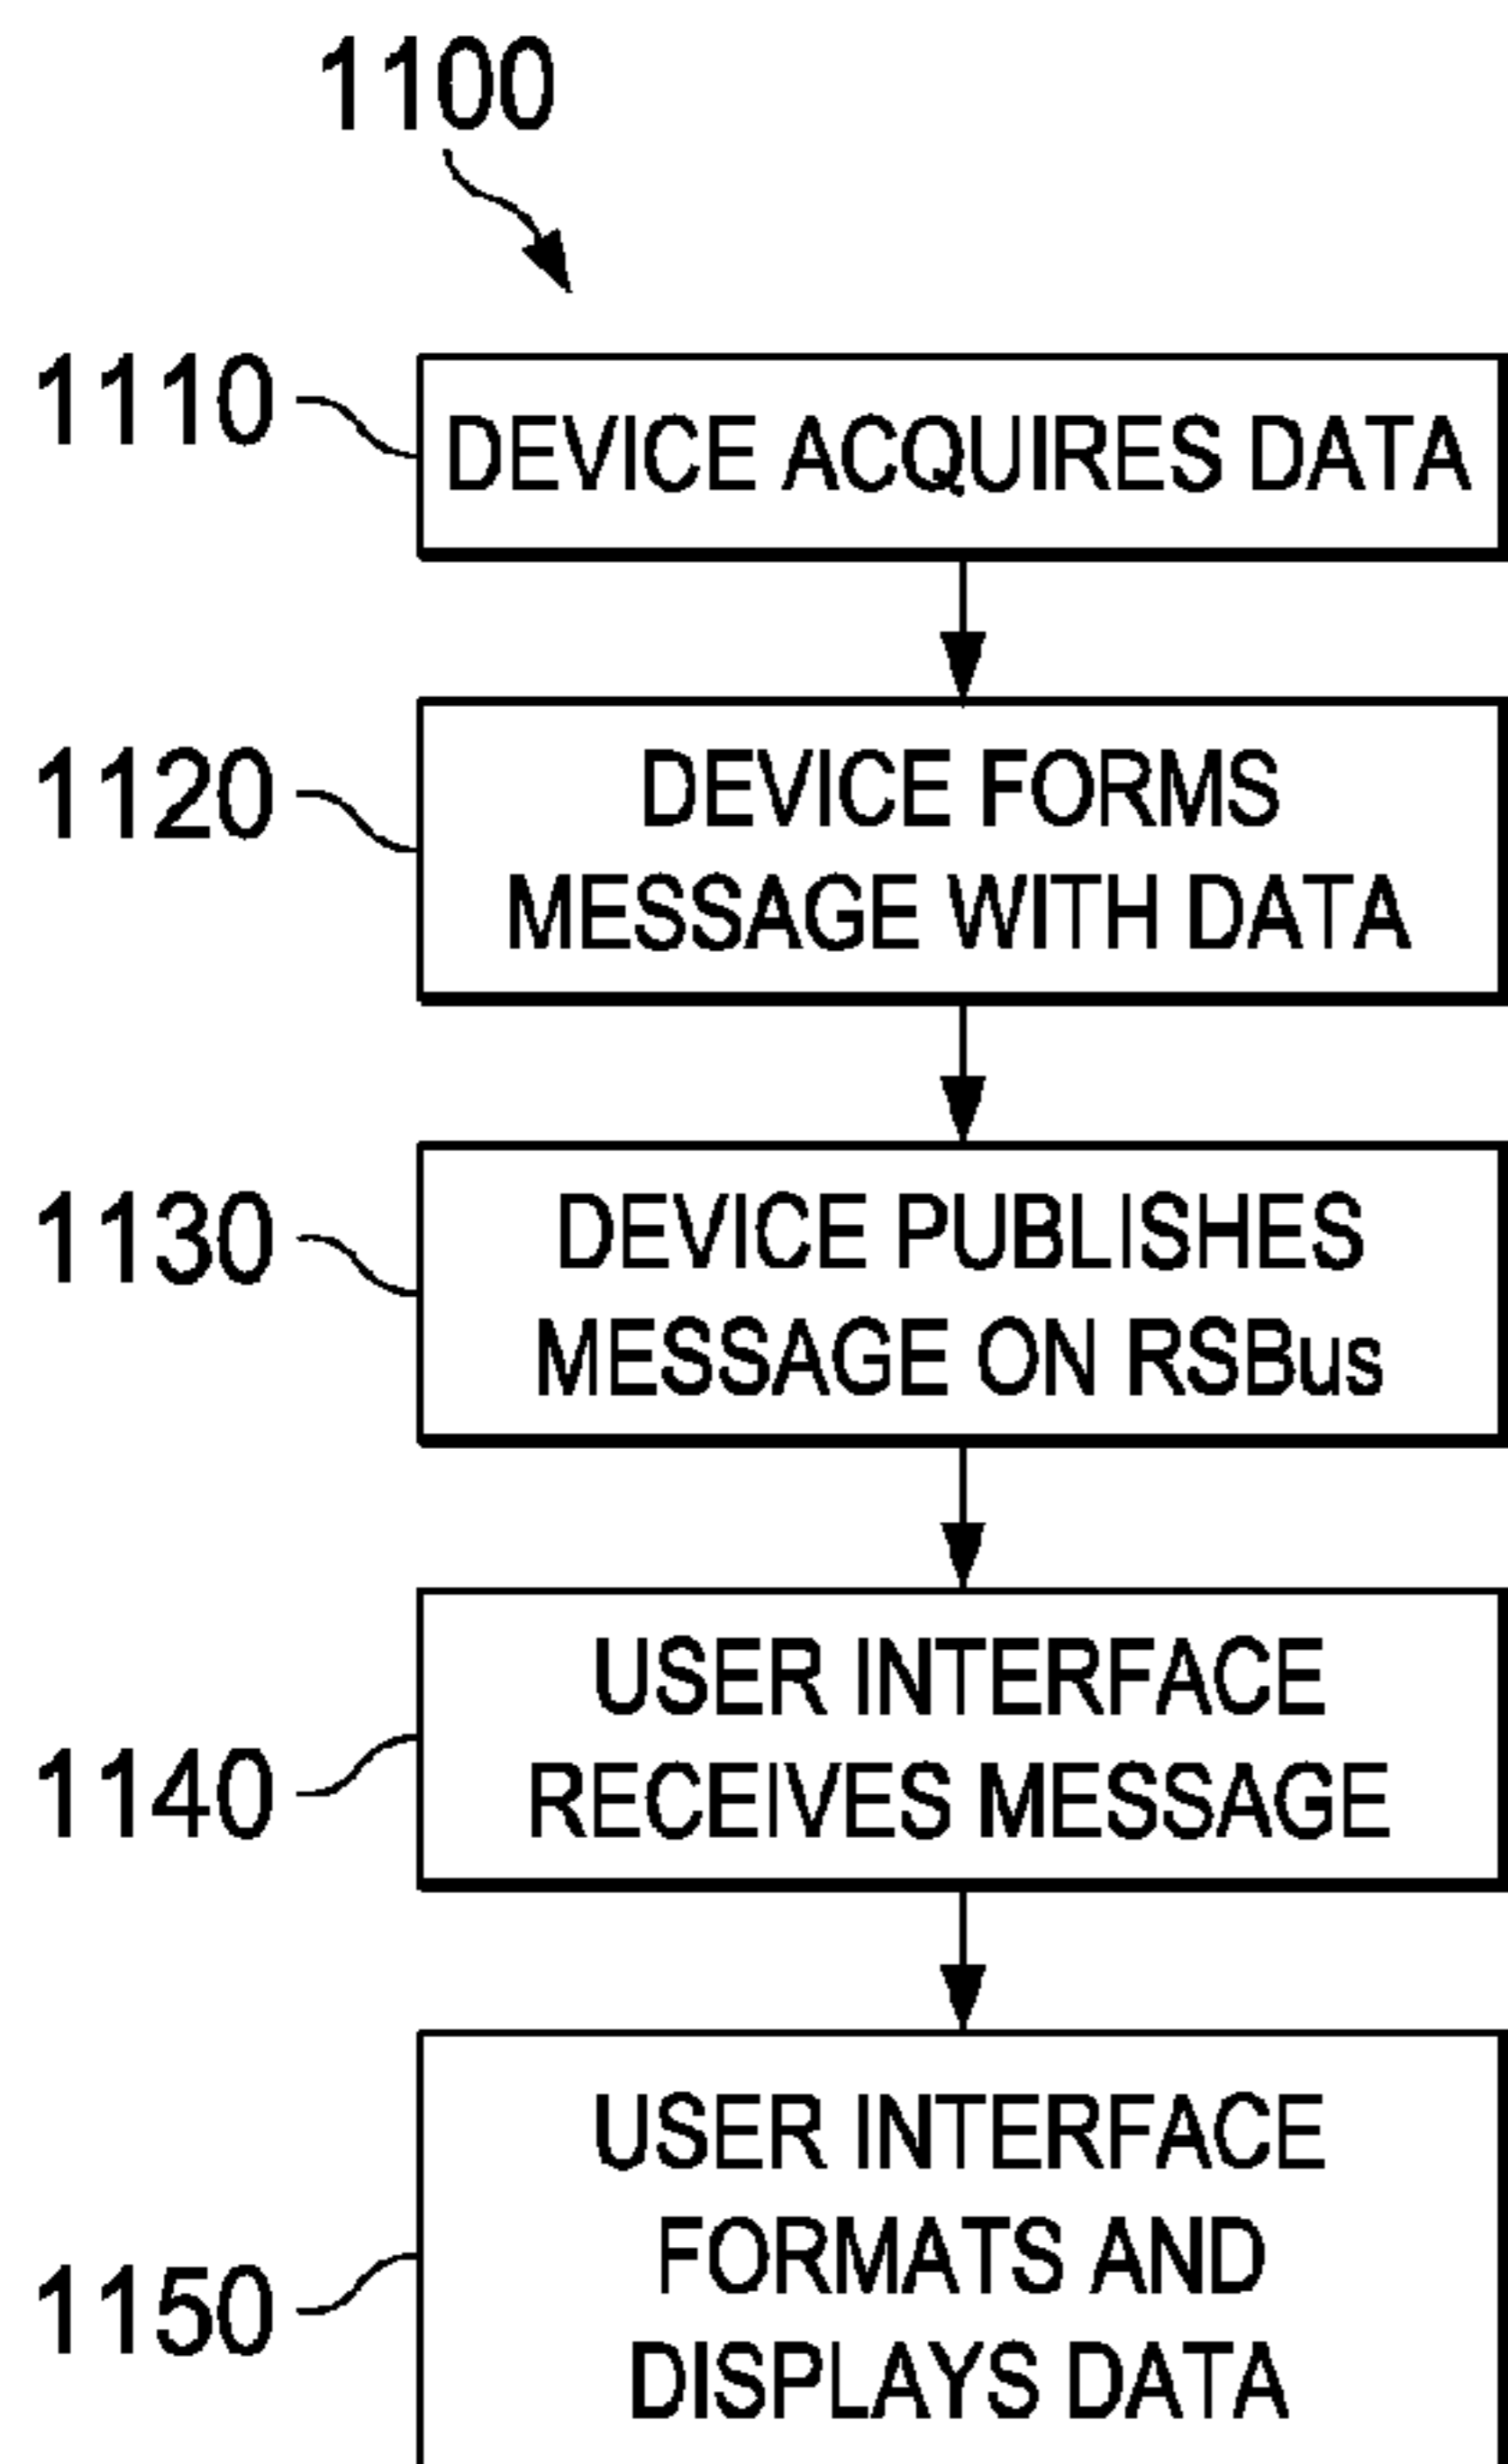 1100
1110
DEVICE ACQUIRES DATA
1120
DEVICE FORMS
MESSAGE WITH DATA
1130
DEVICE PUBLISHES
MESSAGE ON RSBus
1140
USER INTERFACE
RECEIVES MESSAGE
1150
USER INTERFACE
FORMATS AND
DISPLAYS DATA